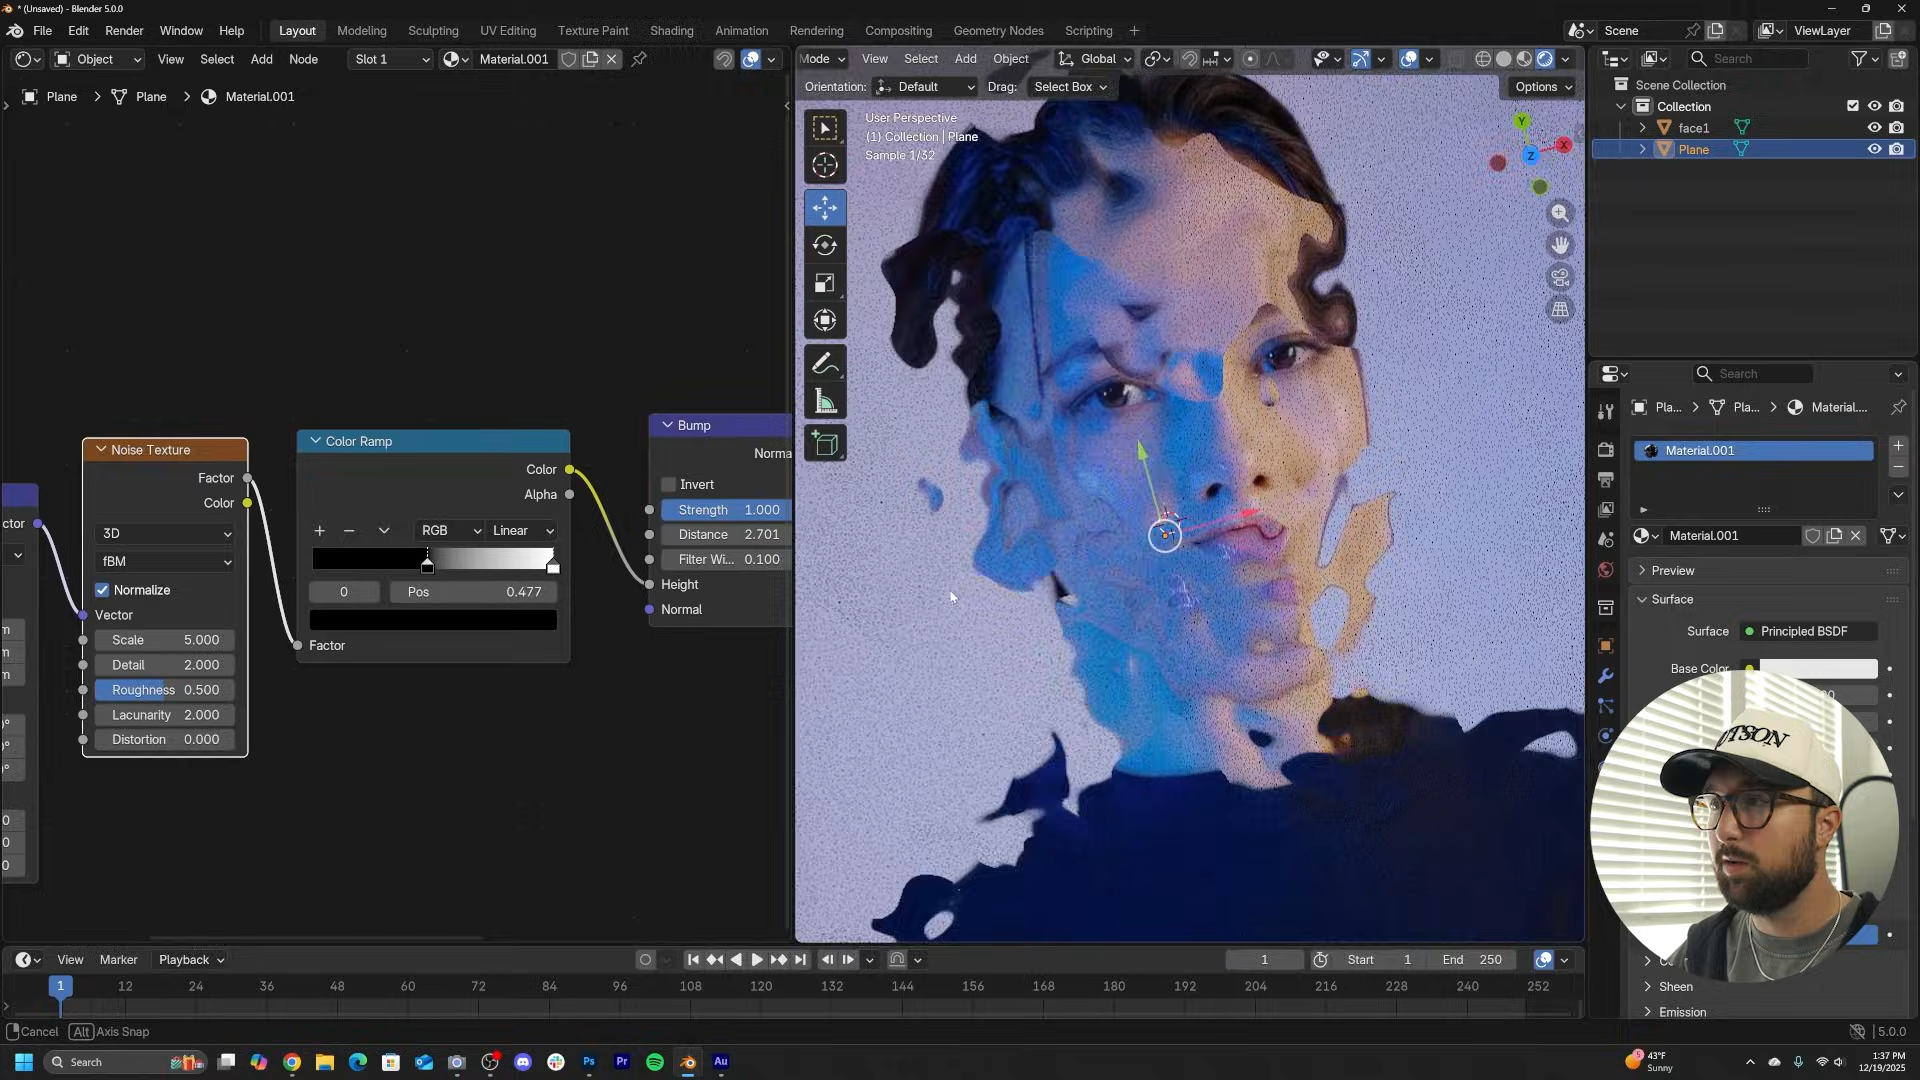 * (Unsaved) - Blender 5.0.0
File Edit Render Window Help Layout Modeling Sculpting UV Editing Texture Paint Shading Animation Rendering Compositing Geometry Nodes Scripting + Scene ViewLayer
Object View Select Add Node Slot 1 Material.001
Mode View Select Add Object Global
Search
Plane > Plane > Material.001
Orientation: Default Drag: Select Box Options
User Perspective
(1) Collection | Plane
Sample 1/32
Y
X
Z
Scene Collection
Collection
face1
Plane
Search
Pla... > Pla... > Material....
Material.001
Material.001
Preview
Surface
Surface Principled BSDF
Base Color
Sheen
Emission
Noise Texture
Factor
Color
3D
fBM
Normalize
Vector
Scale 5.000
Detail 2.000
Roughness 0.500
Lacunarity 2.000
Distortion 0.000
ctor
Color Ramp
Color
Alpha
RGB Linear
0 Pos 0.477
Factor
Bump
Norma
Invert
Strength 1.000
Distance 2.701
Filter Wi... 0.100
Height
Normal
View Marker Playback 1 Start 1 End 250
1 12 24 36 48 60 72 84 96 108 120 132 144 156 168 180 192 204 216 228 240 252
Cancel Alt Axis Snap
5.0.0
Search
Ps Pr Au
5
43°F
Sunny
1:37 PM
12/19/2025